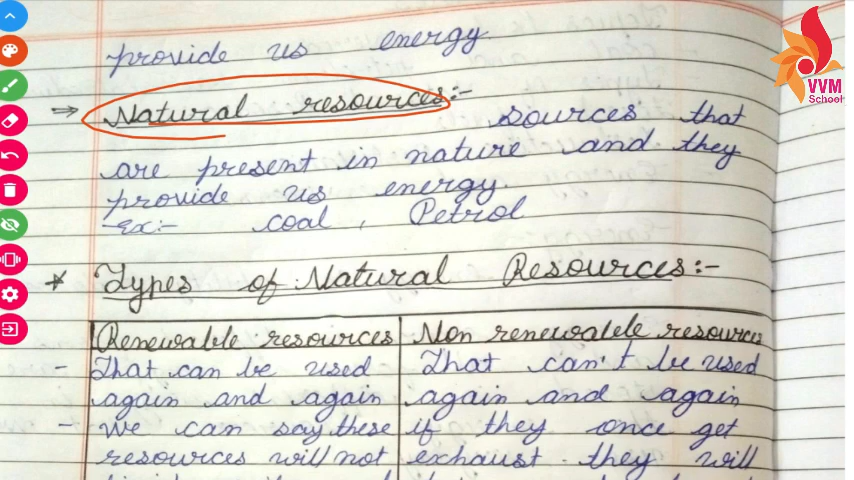 provide us energy
VVM
School
⇒ Natural resources:-
sources that
are present in nature and they
provide us energy.
Ex:- coal, Petrol
* Types of Natural Resources:-
Renewable resources | Non renewable resources
- That can be used | That can't be used
again and again | again and again
- We can say these | if they once get
resources will not | exhaust. they will